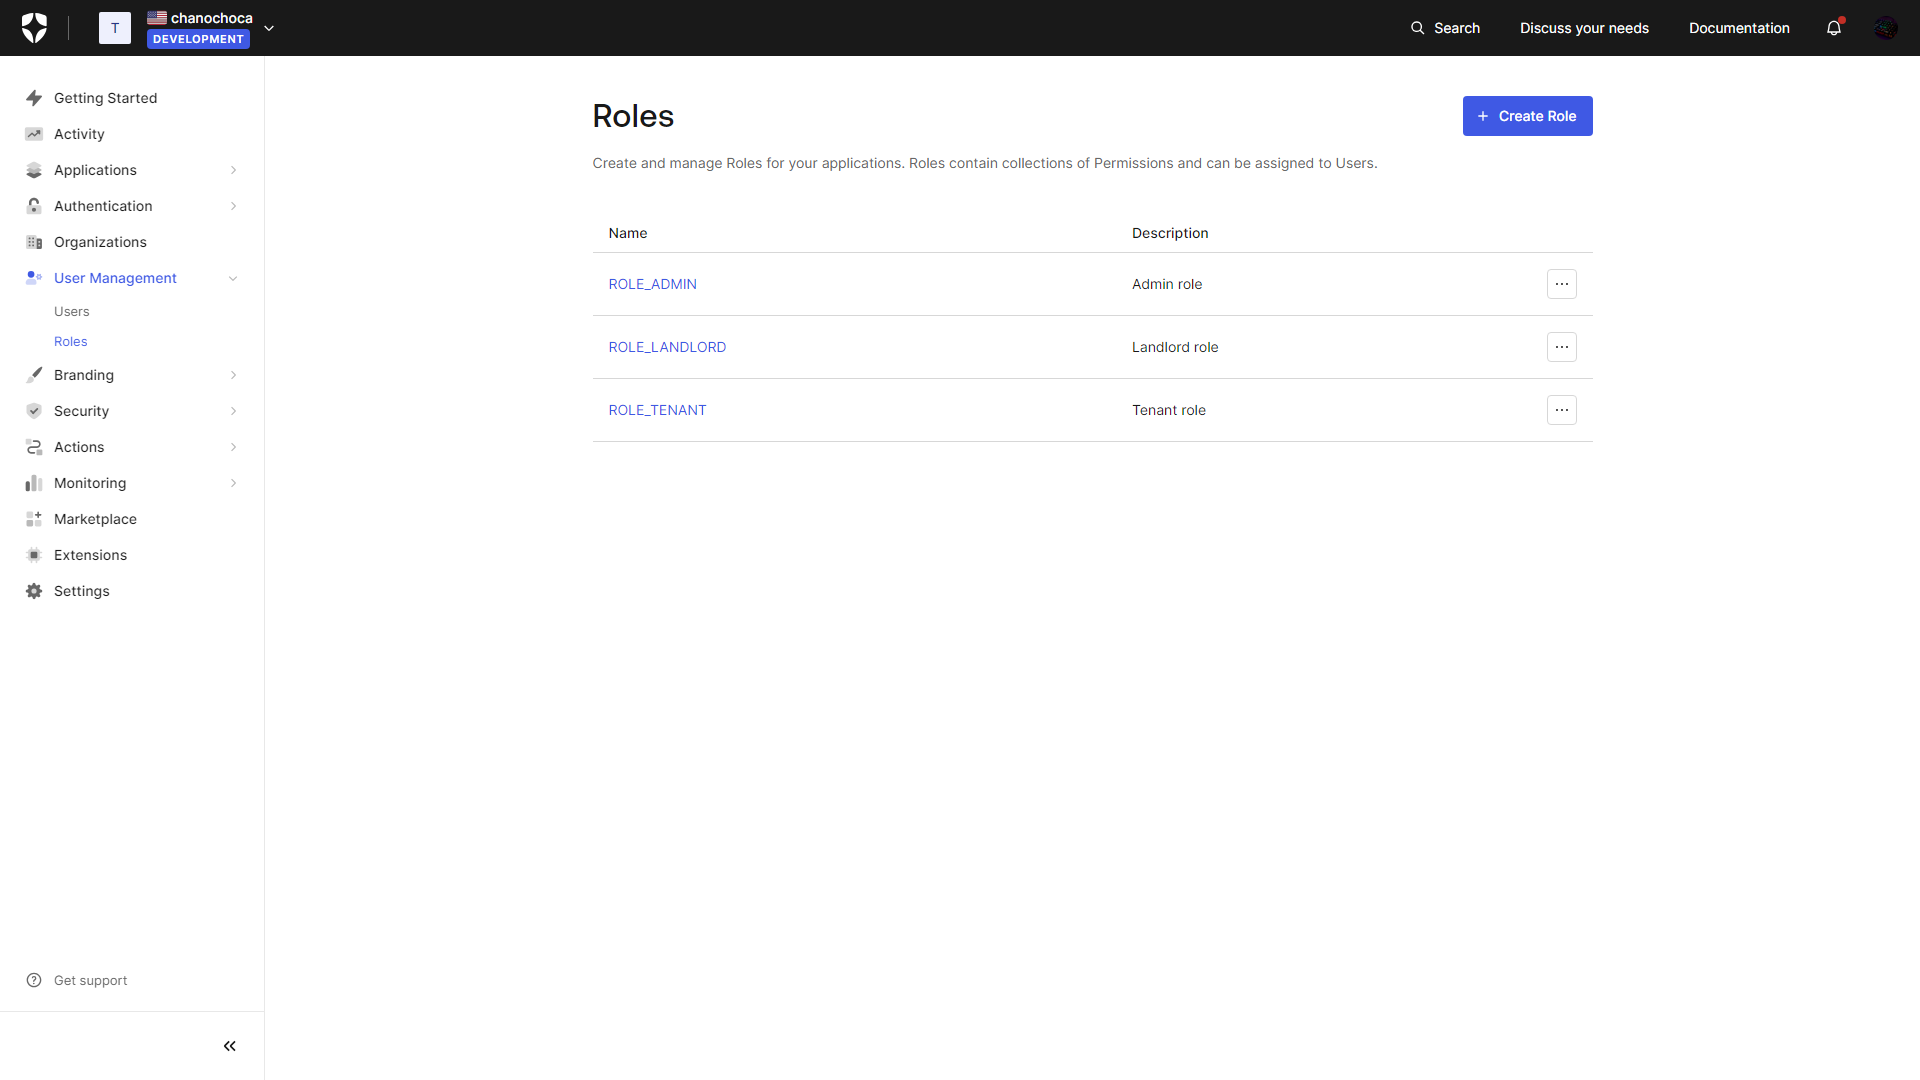 T
chanochoca
DEVELOPMENT
Search
Discuss your needs
Documentation
Getting Started
Activity
Applications
Authentication
Organizations
User Management
Users
Roles
Branding
Security
Actions
Monitoring
Marketplace
Extensions
Settings
Get support
Roles
+ Create Role
Create and manage Roles for your applications. Roles contain collections of Permissions and can be assigned to Users.
Name Description
ROLE_ADMIN Admin role ...
ROLE_LANDLORD Landlord role ...
ROLE_TENANT Tenant role ...